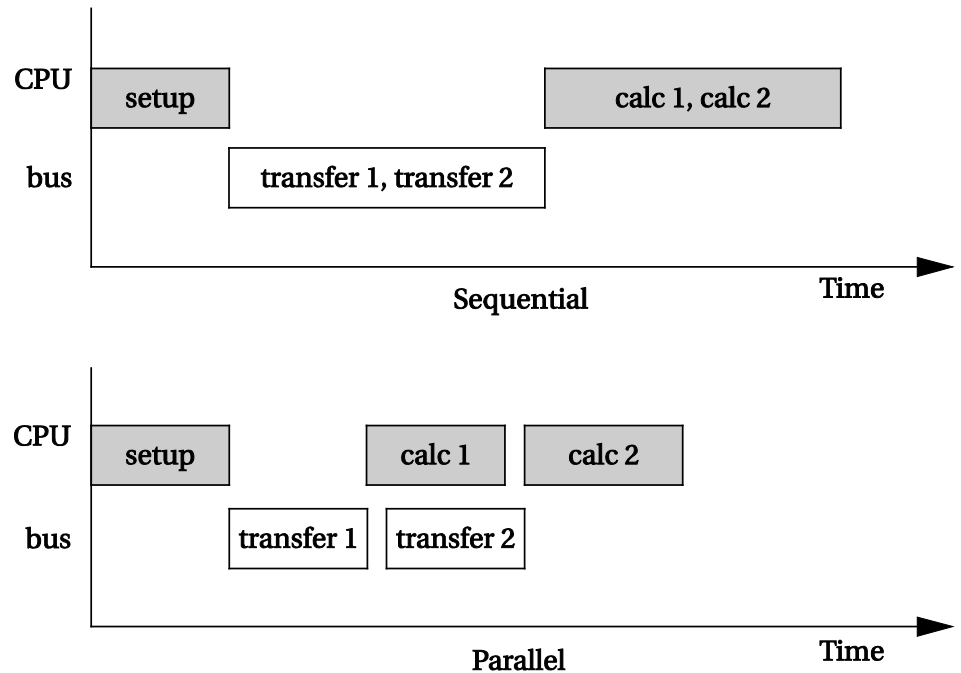 CPU
setup
calc 1, calc 2
bus
transfer 1, transfer 2
Time
Sequential
CPU
setup
calc 1
calc 2
bus
transfer 1
transfer 2
Time
Parallel